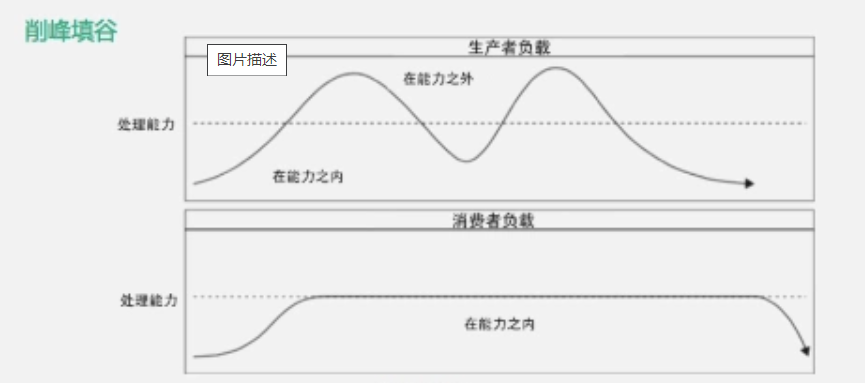 削峰填谷
生产者负载
图片描述
在能力之外
处理能力
在能力之内
消费者负载
处理能力
在能力之内